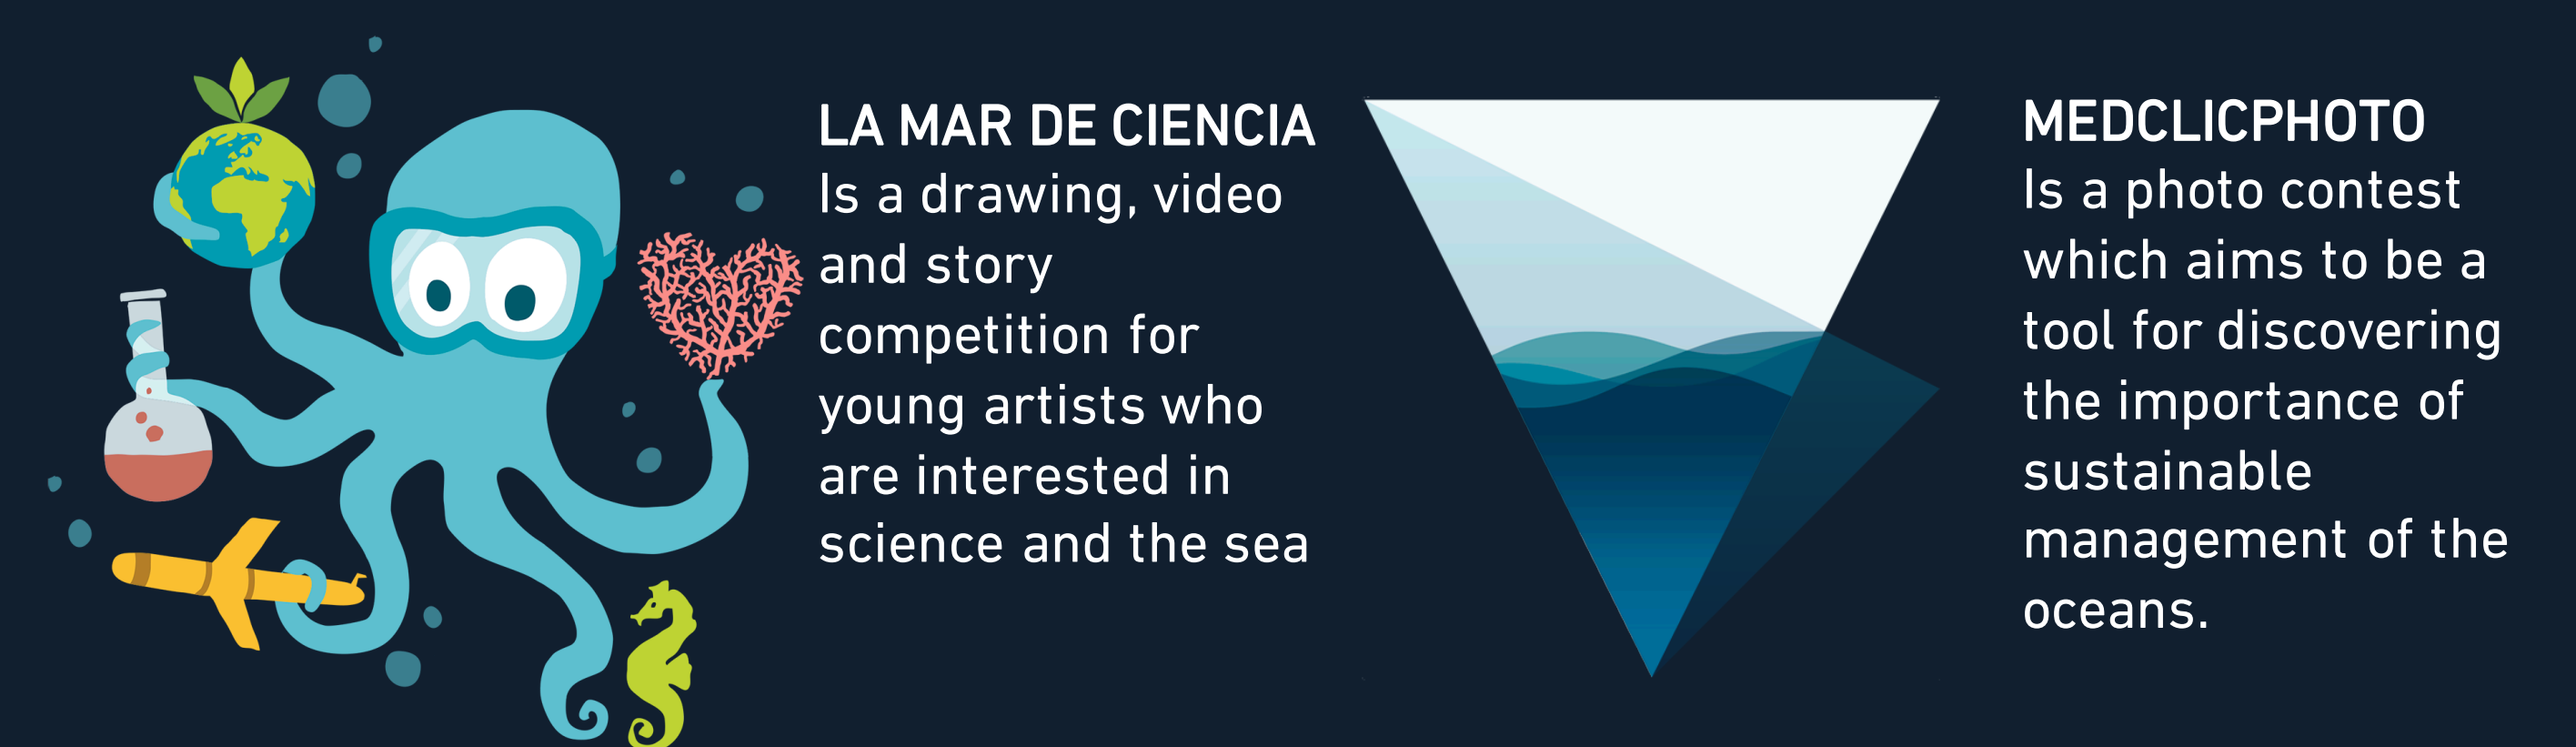 LA MAR DE CIENCIA
Is a drawing, video
and story
competition for
young artists who
are interested in
science and the sea
MEDCLICPHOTO
Is a photo contest
which aims to be a
tool for discovering
the importance of
sustainable
management of the
oceans.